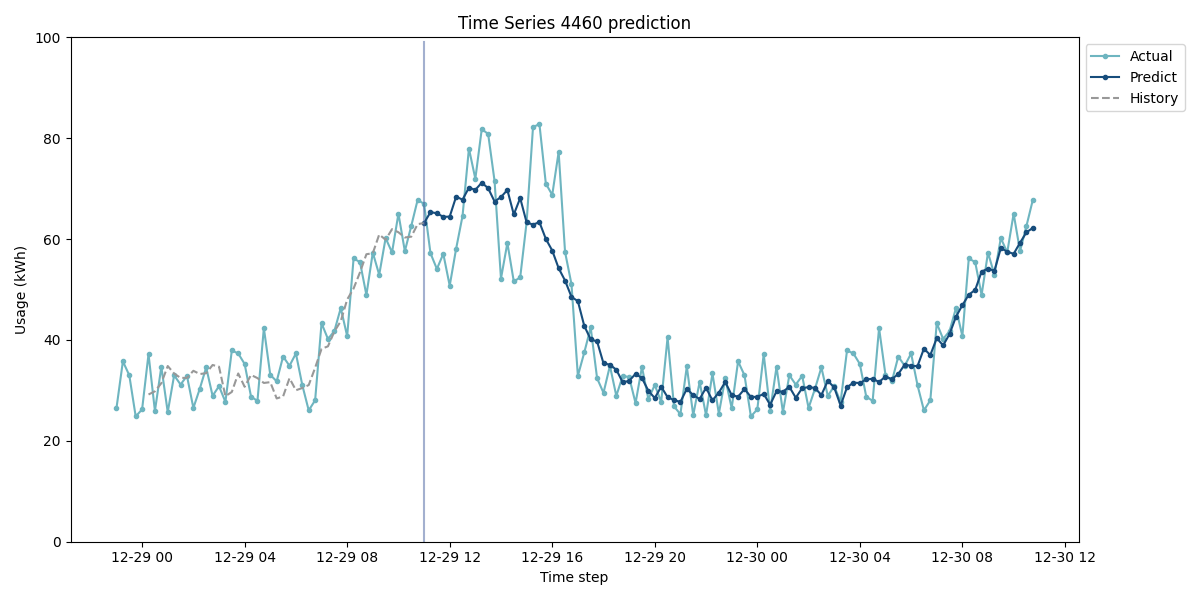 Time Series 4460 prediction
Usage (kWh)
100
80
60
40
20
0
12-29 00
12-29 04
12-29 08
12-29 12
12-29 16
12-29 20
12-30 00
12-30 04
12-30 08
12-30 12
Time step
Actual
Predict
History